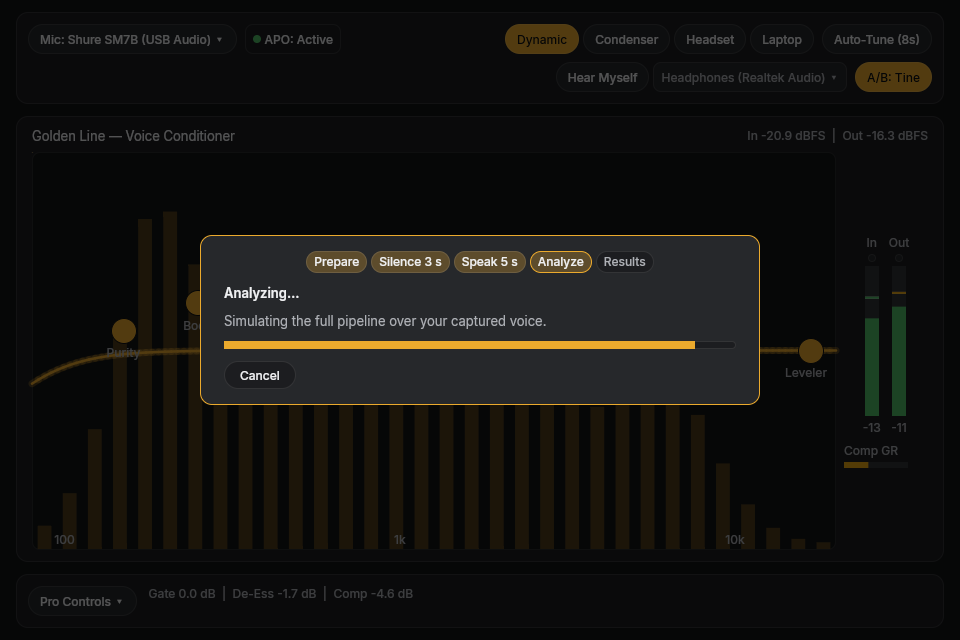 Mic: Shure SM7B (USB Audio) ▾ APO: Active Dynamic Condenser Headset Laptop Auto-Tune (8s)
Hear Myself Headphones (Realtek Audio) ▾ A/B: Tine
Golden Line — Voice Conditioner In -20.9 dBFS | Out -16.3 dBFS
In Out
Prepare Silence 3 s Speak 5 s Analyze Results
Analyzing...
Simulating the full pipeline over your captured voice.
Purity
Leveler
Cancel
-13 -11
Comp GR
100 1k 10k
Pro Controls ▾ Gate 0.0 dB | De-Ess -1.7 dB | Comp -4.6 dB